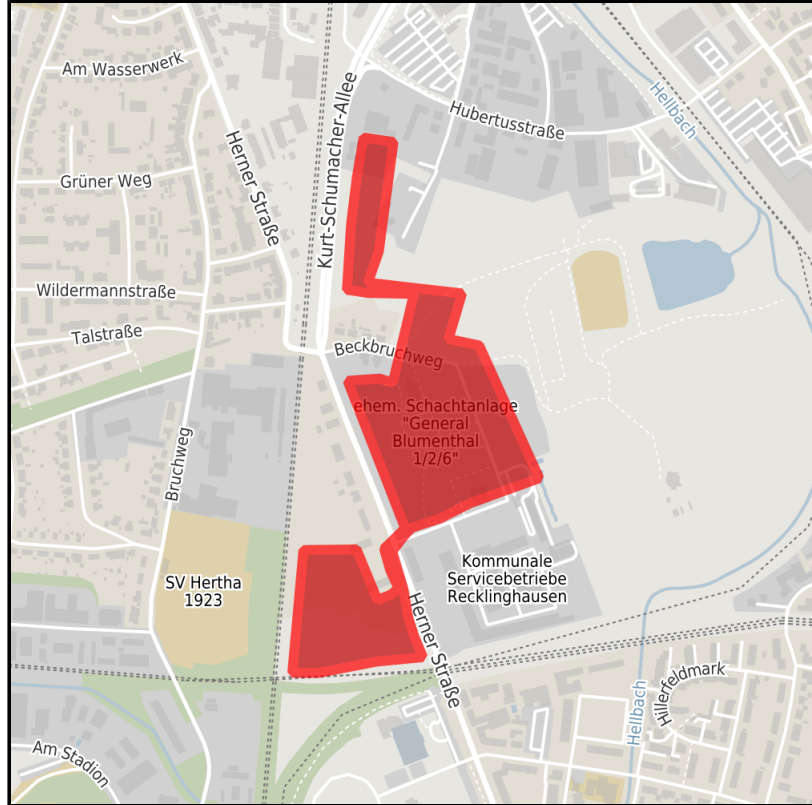 Am Wasserwerk
Kurt-Schumacher-Allee
Hellbach
Hubertusstraße
Herner Straße
Grüner Weg
Wildermannstraße
Talstraße
Beckbruchweg
ehem. Schachtanlage
"General
Blumenthal
1/2/6"
Bruchweg
Kommunale
Servicebetriebe
Recklinghausen
SV Hertha
1923
Herner Straße
Hillerfeldmark
Hellbach
Am Stadion